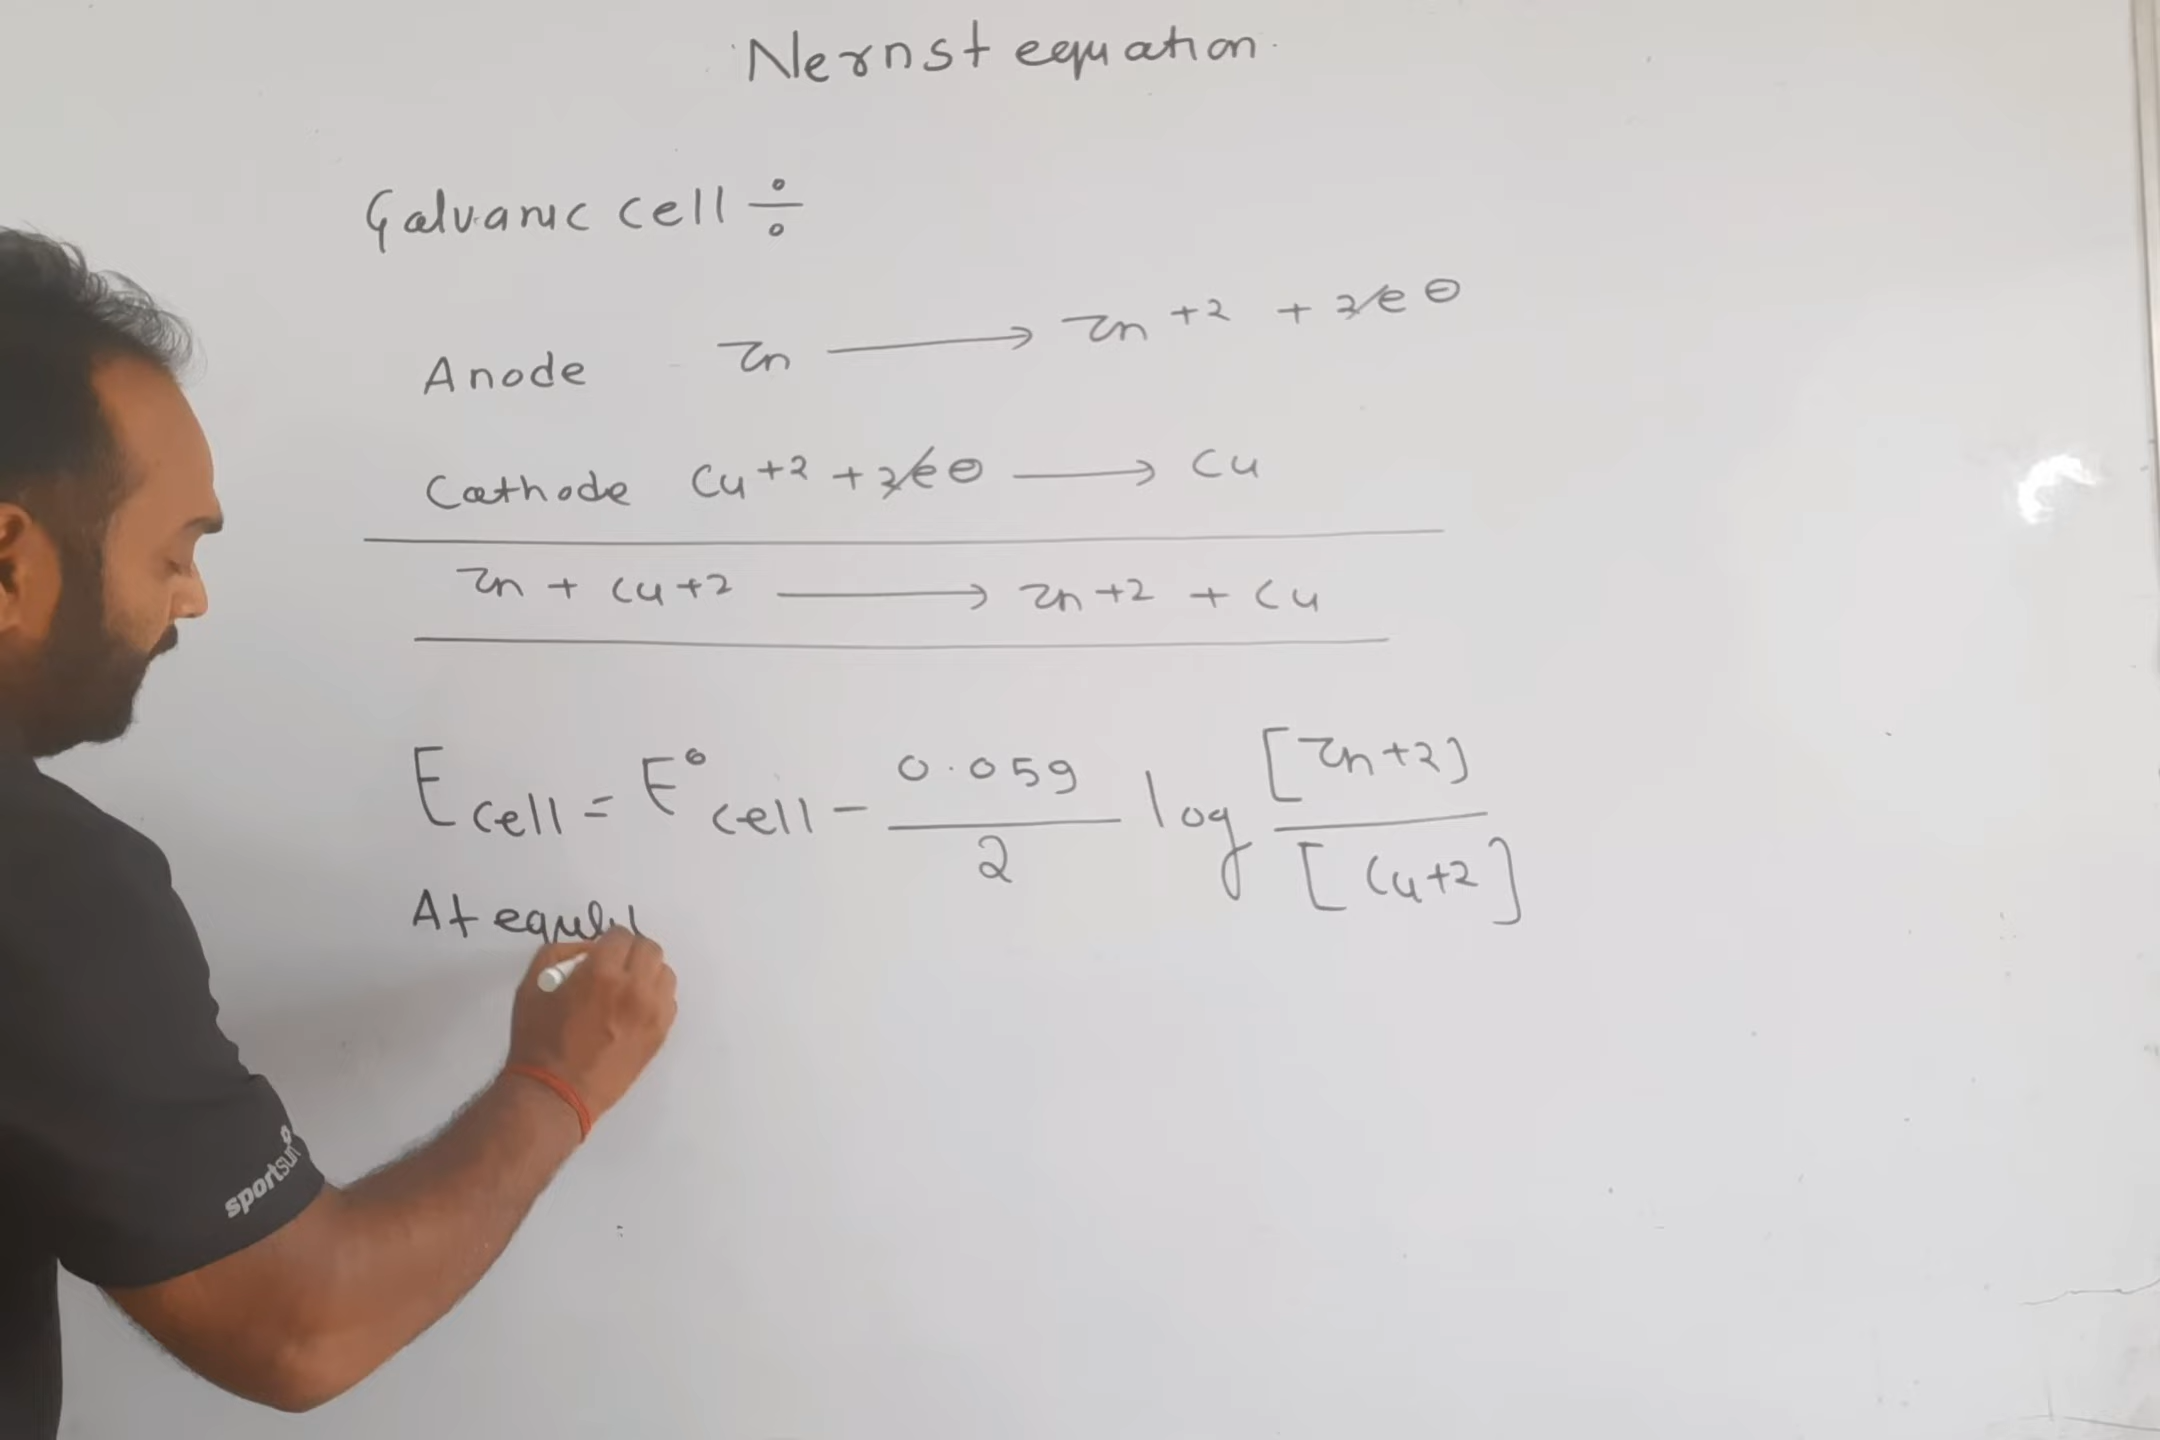 Nernst equation
Galvanic cell ÷
Anode Zn ⟶ Zn +2 + 2e ⊖
Cathode Cu +2 + 2e ⊖ ⟶ Cu
Zn + Cu+2 ⟶ Zn+2 + Cu
E cell = E° cell - 0.059/2 log [Zn+2]/[Cu+2]
At
sportsun